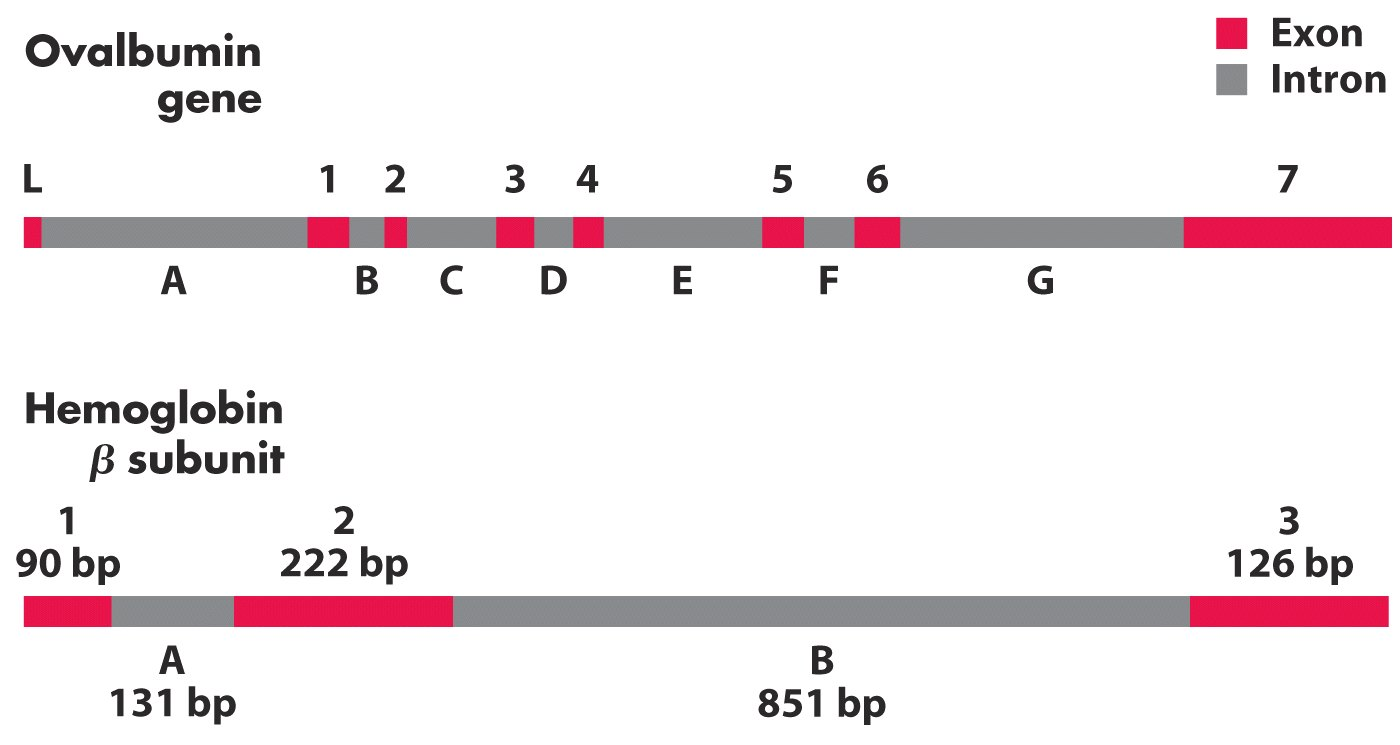 Ovalbumin
gene
Exon
Intron
L 1 2 3 4 5 6 7
A B C D E F G
Hemoglobin
β subunit
1 2 3
90 bp 222 bp 126 bp
A B
131 bp 851 bp